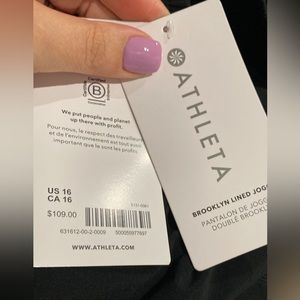 Certified
B
Corporation
We put people and planet
up there with profit.
Pour nous, le respect des travailleurs
et de l'environnement est tout aussi
important que le sont les profits.
US 16
CA 16
$109.00
631612-00-2-0009
500005977697
WWW.ATHLETA.COM
ATHLETA
BROOKLYN LINED JOGG
PANTALON DE JOGG
DOUBLE BROOKL